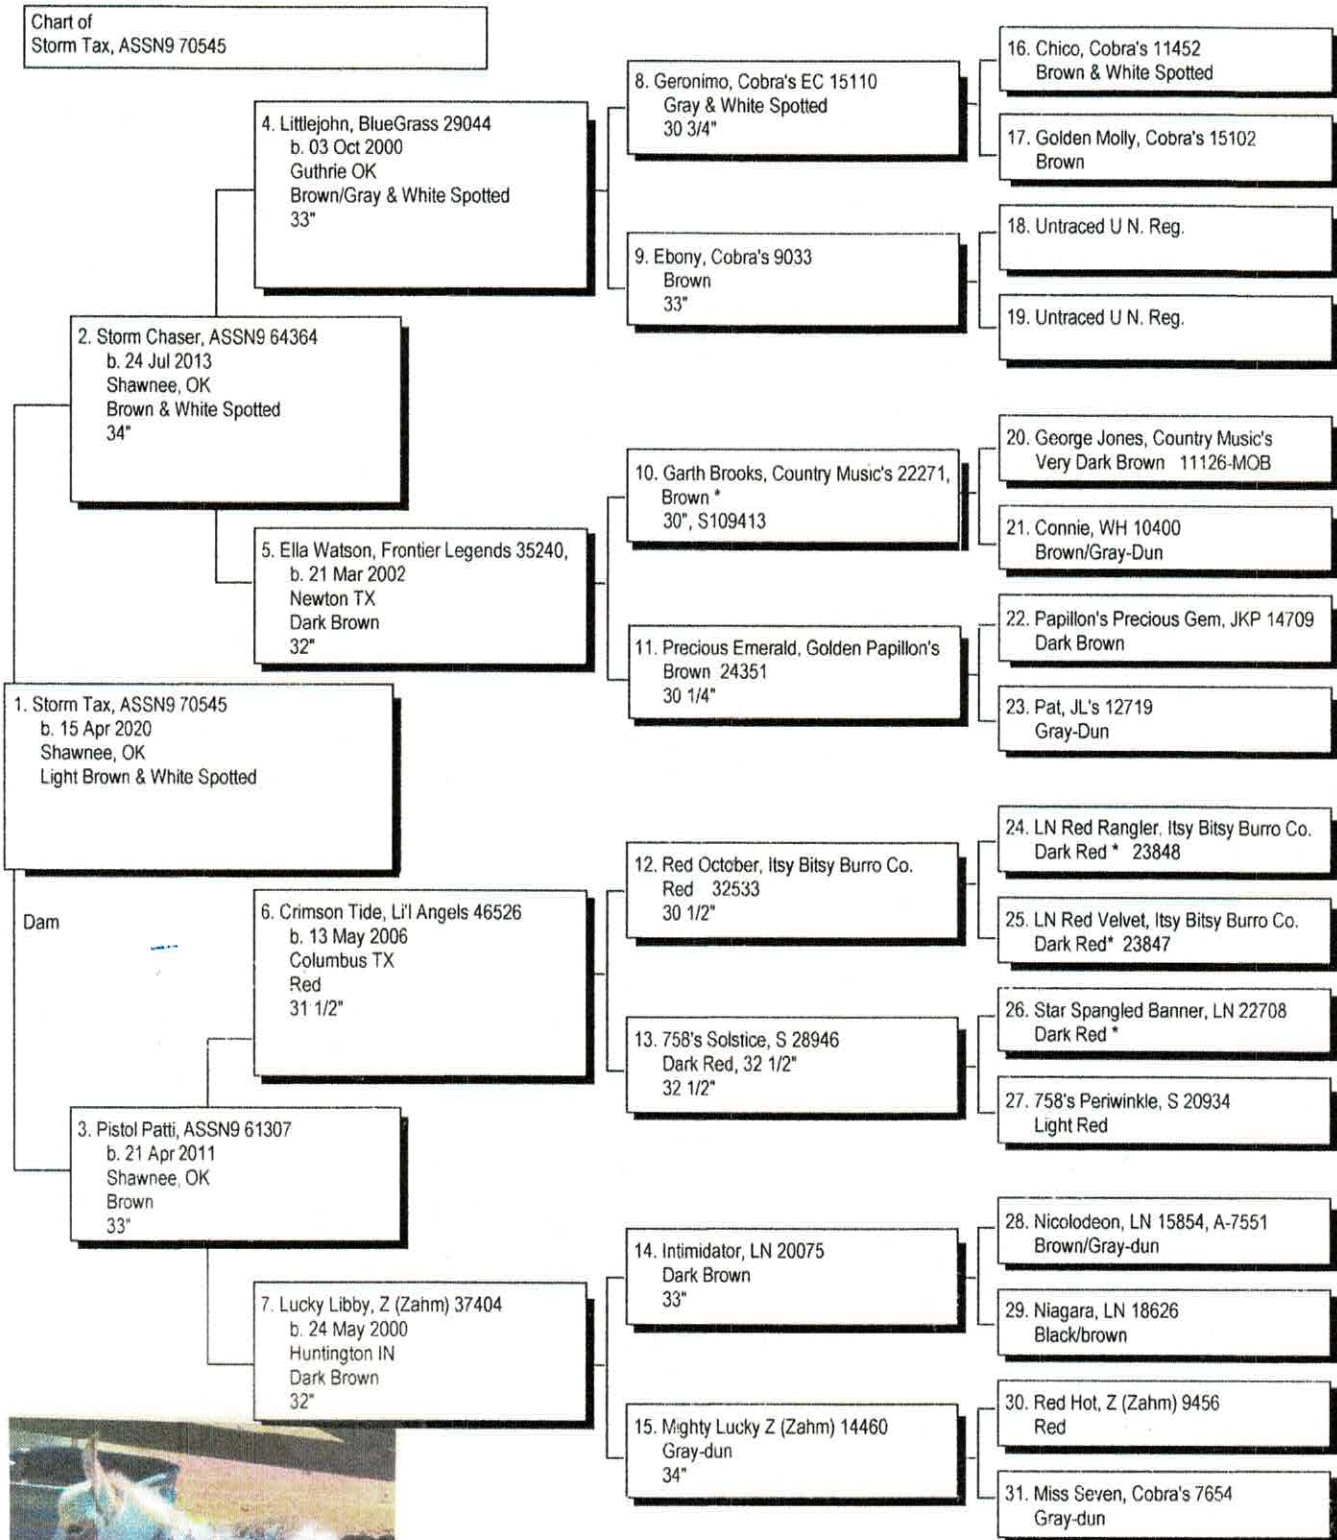 Chart of
Storm Tax, ASSN9 70545
1. Storm Tax, ASSN9 70545
b. 15 Apr 2020
Shawnee, OK
Light Brown & White Spotted
Dam
2. Storm Chaser, ASSN9 64364
b. 24 Jul 2013
Shawnee, OK
Brown & White Spotted
34"
3. Pistol Patti, ASSN9 61307
b. 21 Apr 2011
Shawnee, OK
Brown
33"
4. Littlejohn, BlueGrass 29044
b. 03 Oct 2000
Guthrie OK
Brown/Gray & White Spotted
33"
5. Ella Watson, Frontier Legends 35240,
b. 21 Mar 2002
Newton TX
Dark Brown
32"
6. Crimson Tide, Li'l Angels 46526
b. 13 May 2006
Columbus TX
Red
31 1/2"
7. Lucky Libby, Z (Zahm) 37404
b. 24 May 2000
Huntington IN
Dark Brown
32"
8. Geronimo, Cobra's EC 15110
Gray & White Spotted
30 3/4"
9. Ebony, Cobra's 9033
Brown
33"
10. Garth Brooks, Country Music's 22271,
Brown *
30", S109413
11. Precious Emerald, Golden Papillon's
Brown 24351
30 1/4"
12. Red October, Itsy Bitsy Burro Co.
Red 32533
30 1/2"
13. 758's Solstice, S 28946
Dark Red, 32 1/2"
32 1/2"
14. Intimidator, LN 20075
Dark Brown
33"
15. Mighty Lucky Z (Zahm) 14460
Gray-dun
34"
16. Chico, Cobra's 11452
Brown & White Spotted
17. Golden Molly, Cobra's 15102
Brown
18. Untraced U N. Reg.
19. Untraced U N. Reg.
20. George Jones, Country Music's
Very Dark Brown 11126-MOB
21. Connie, WH 10400
Brown/Gray-Dun
22. Papillon's Precious Gem, JKP 14709
Dark Brown
23. Pat, JL's 12719
Gray-Dun
24. LN Red Rangler, Itsy Bitsy Burro Co.
Dark Red * 23848
25. LN Red Velvet, Itsy Bitsy Burro Co.
Dark Red* 23847
26. Star Spangled Banner, LN 22708
Dark Red *
27. 758's Periwinkle, S 20934
Light Red
28. Nicolodeon, LN 15854, A-7551
Brown/Gray-dun
29. Niagara, LN 18626
Black/brown
30. Red Hot, Z (Zahm) 9456
Red
31. Miss Seven, Cobra's 7654
Gray-dun